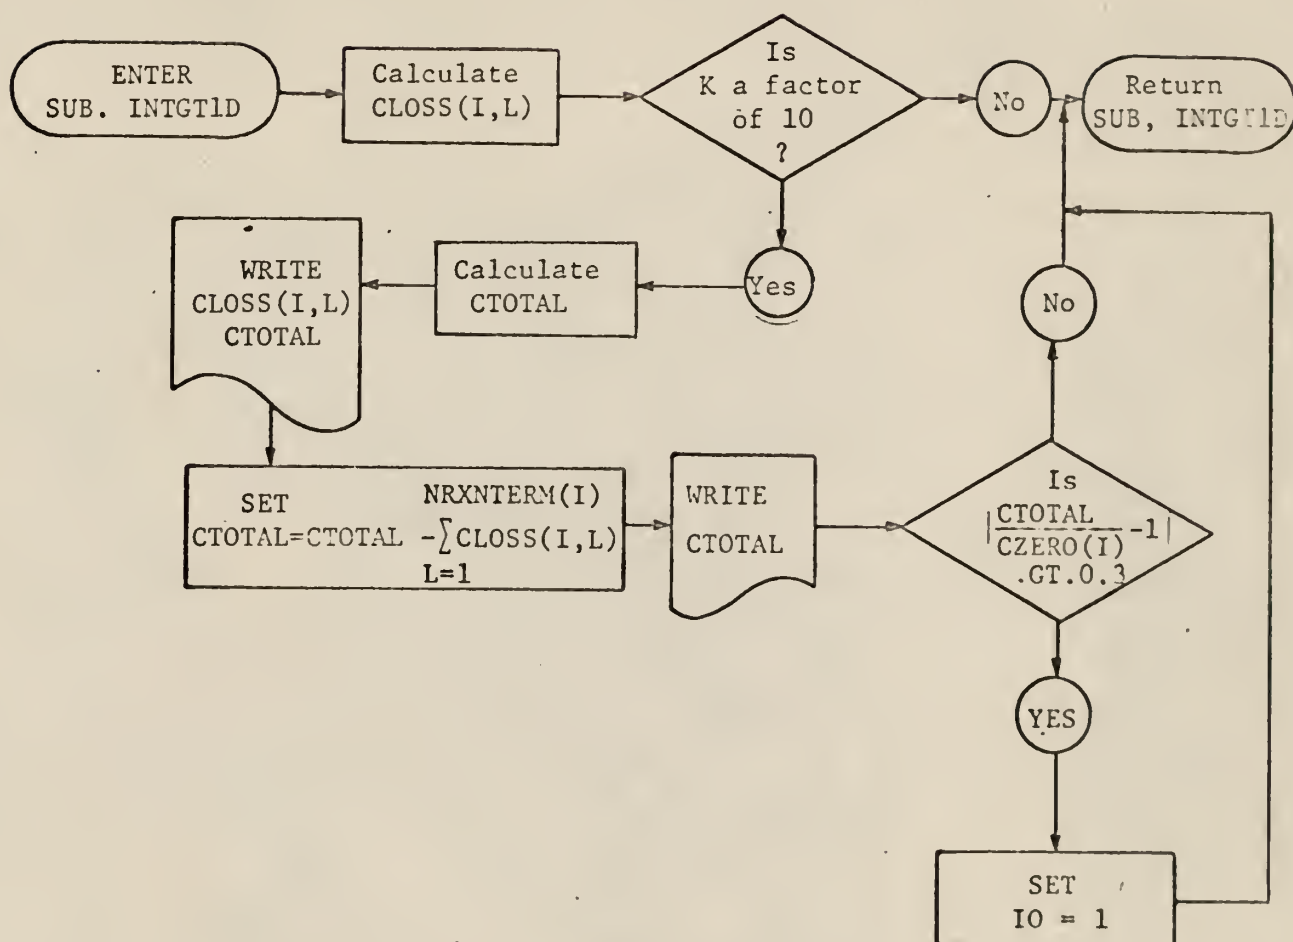 ENTER
SUB. INTGT1D
Calculate
CLOSS(I,L)
Is
K a factor
of 10
?
No
Return
SUB, INTGT1D
Yes
Calculate
CTOTAL
WRITE
CLOSS(I,L)
CTOTAL
No
SET
NRXNTERM(I)
CTOTAL=CTOTAL -∑CLOSS(I,L)
L=1
WRITE
CTOTAL
Is
|CTOTAL
CZERO(I) -1|
.GT.0.3
YES
SET
IO = 1